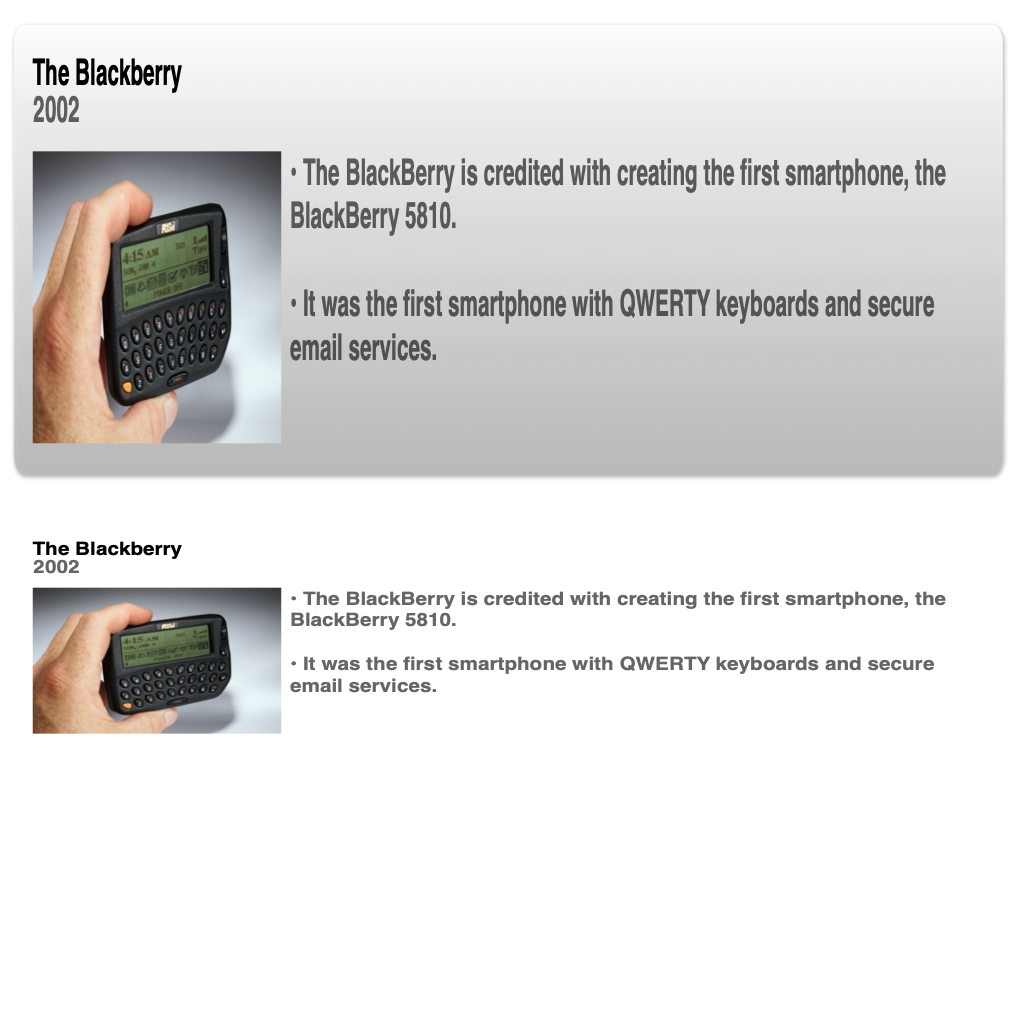 The Blackberry
2002
4:15 AM
• The BlackBerry is credited with creating the first smartphone, the
BlackBerry 5810.
• It was the first smartphone with QWERTY keyboards and secure
email services.
The Blackberry
2002
4:15 AM
• The BlackBerry is credited with creating the first smartphone, the
BlackBerry 5810.
• It was the first smartphone with QWERTY keyboards and secure
email services.